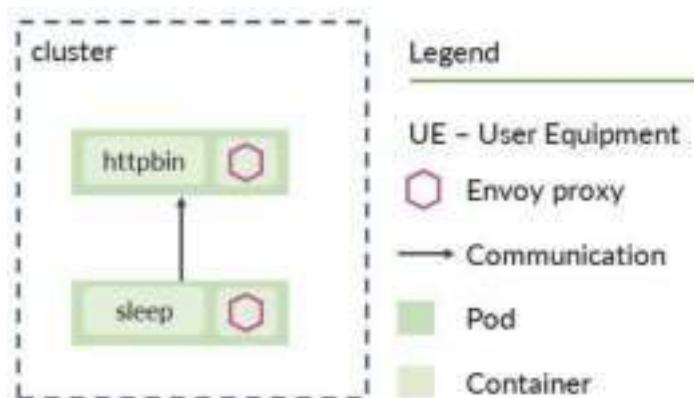 cluster
httpbin
sleep
Legend
UE – User Equipment
Envoy proxy
Communication
Pod
Container